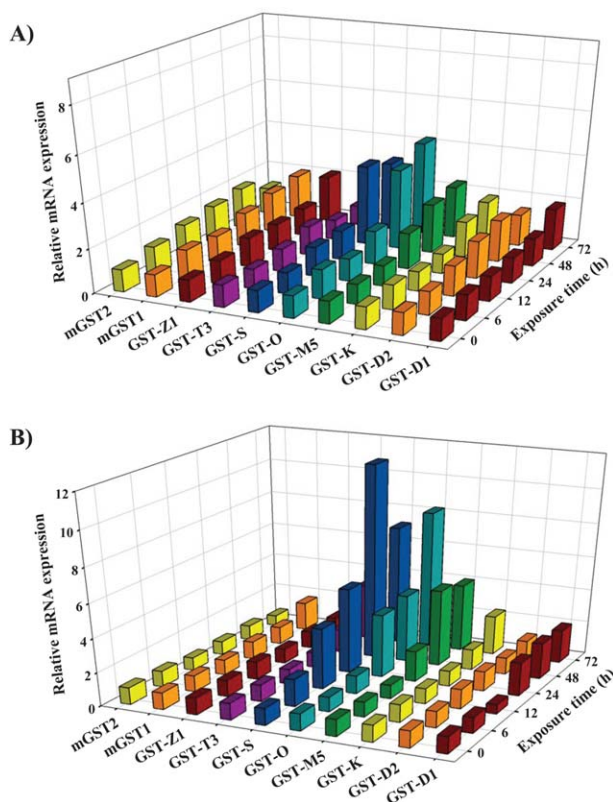 A)
Relative mRNA expression
8
6
4
2
0
mGST2
mGST1
GST-Z1
GST-T3
GST-S
GST-O
GST-M5
GST-K
GST-D2
GST-D1
0
6
12
24
48
72
Exposure time (h)
B)
Relative mRNA expression
12
10
8
6
4
2
0
mGST2
mGST1
GST-Z1
GST-T3
GST-S
GST-O
GST-M5
GST-K
GST-D2
GST-D1
0
6
12
24
48
72
Exposure time (h)